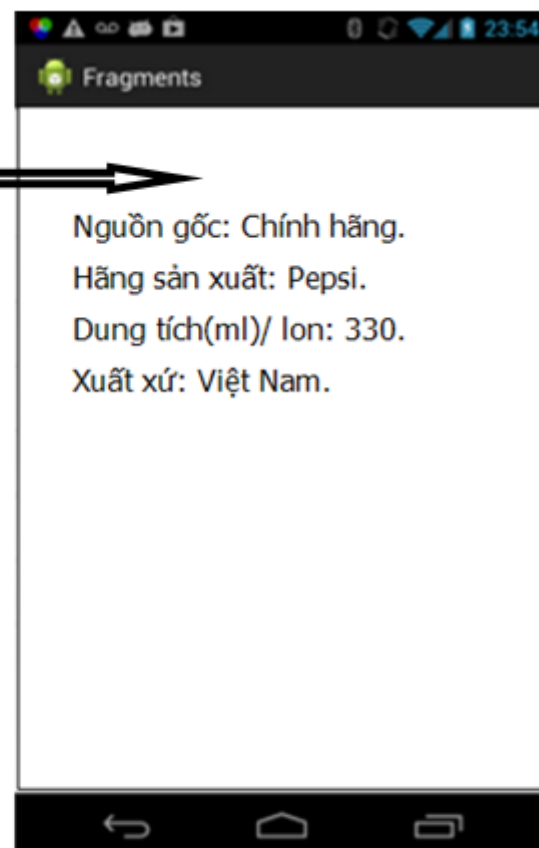 23:54
Fragments
Nguồn gốc: Chính hãng.
Hãng sản xuất: Pepsi.
Dung tích(ml)/ lon: 330.
Xuất xứ: Việt Nam.